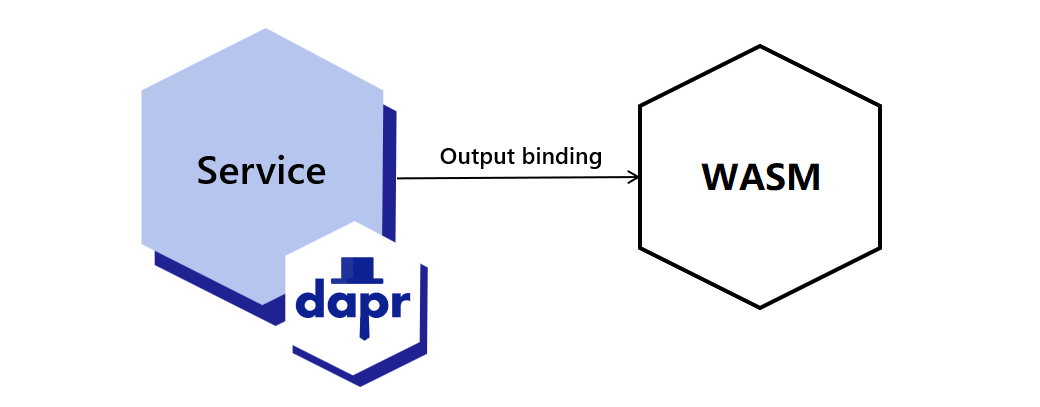 Service
Output binding
WASM
dapr